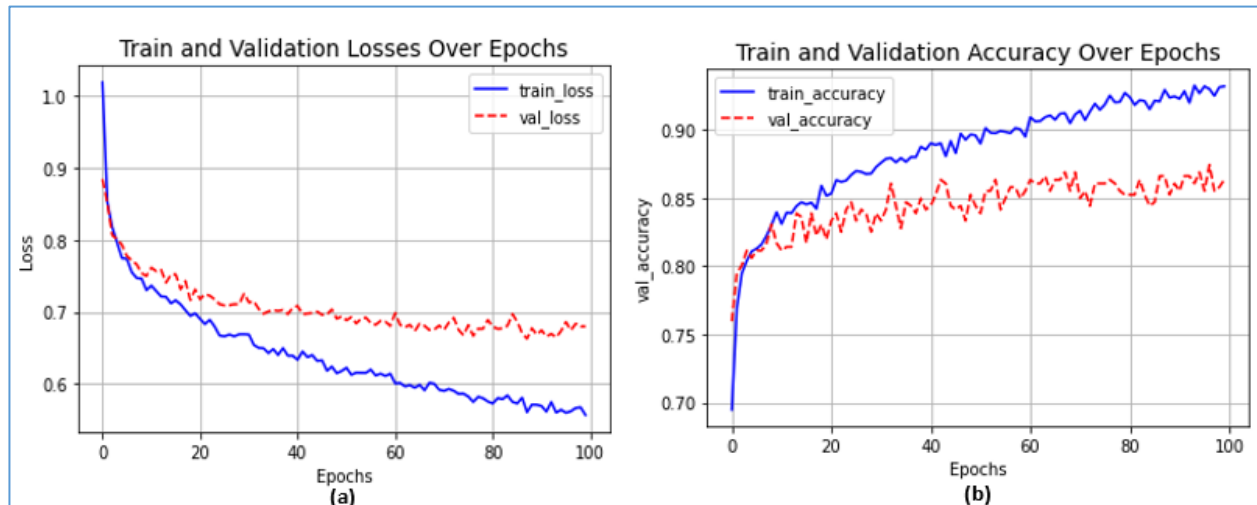 Train and Validation Losses Over Epochs
train_loss
val_loss
1.0
0.9
0.8
0.7
0.6
Loss
0 20 40 60 80 100
Epochs
(a)
Train and Validation Accuracy Over Epochs
train_accuracy
val_accuracy
0.90
0.85
0.80
0.75
0.70
val_accuracy
0 20 40 60 80 100
Epochs
(b)